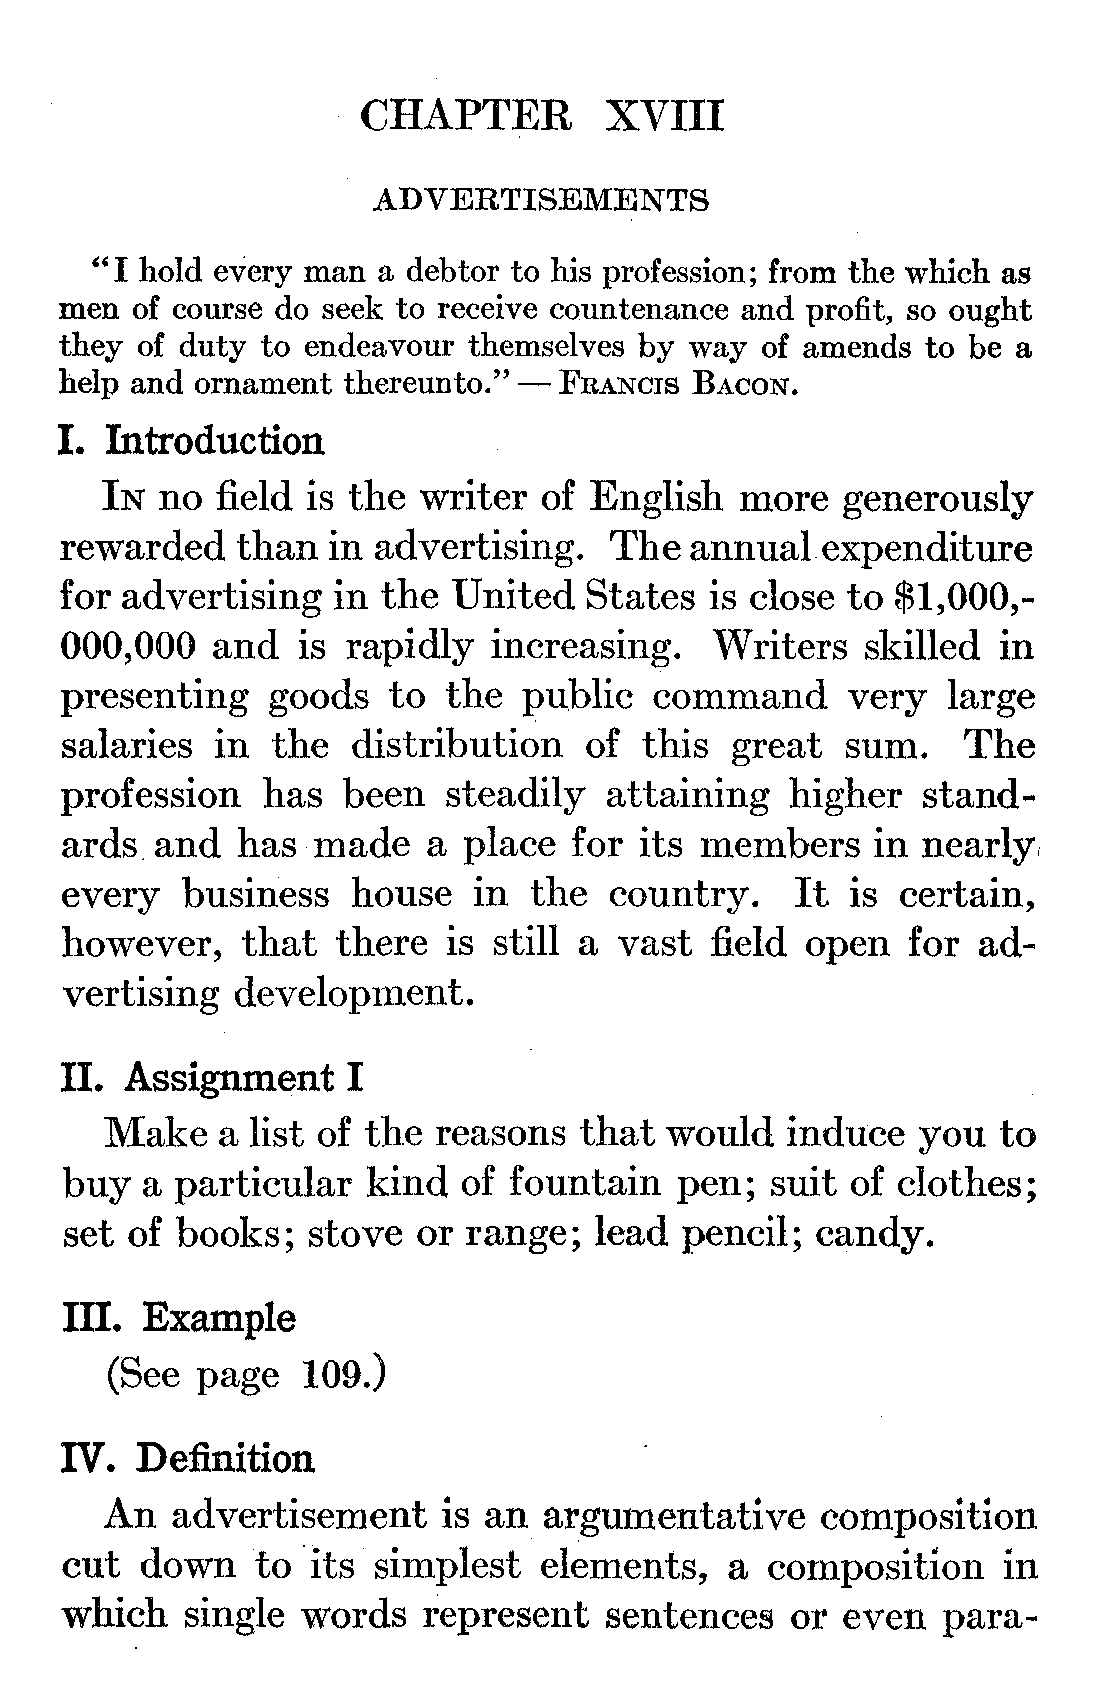 CHAPTER XVIII
ADVERTISEMENTS
“I hold every man a debtor to his profession; from the which as
men of course do seek to receive countenance and profit, so ought
they of duty to endeavour themselves by way of amends to be a
help and ornament thereunto.” — FRANCIS BACON.
I. Introduction
IN no field is the writer of English more generously
rewarded than in advertising. The annual expenditure
for advertising in the United States is close to $1,000,-
000,000 and is rapidly increasing. Writers skilled in
presenting goods to the public command very large
salaries in the distribution of this great sum. The
profession has been steadily attaining higher stand-
ards and has made a place for its members in nearly
every business house in the country. It is certain,
however, that there is still a vast field open for ad-
vertising development.
II. Assignment I
Make a list of the reasons that would induce you to
buy a particular kind of fountain pen; suit of clothes;
set of books; stove or range; lead pencil; candy.
III. Example
(See page 109.)
IV. Definition
An advertisement is an argumentative composition
cut down to its simplest elements, a composition in
which single words represent sentences or even para-